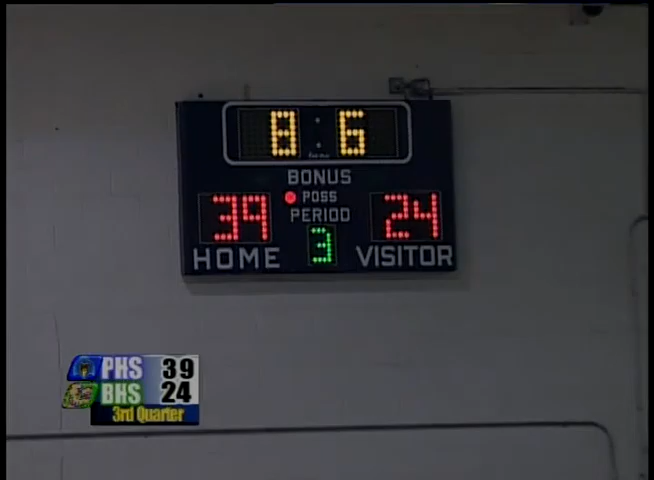 8 : 6
BONUS
POSS
39 PERIOD 24
HOME 3 VISITOR
PHS 39
BHS 24
3rd Quarter